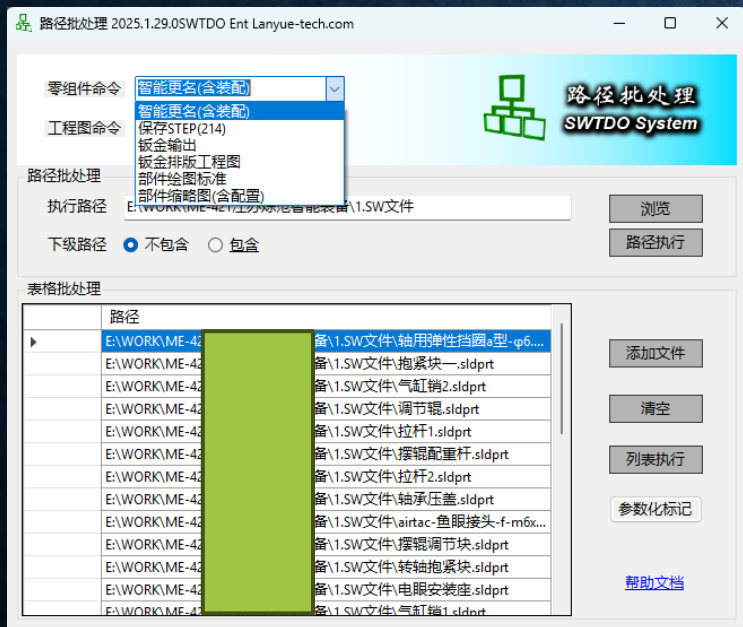 路径批处理 2025.1.29.0SWTDO Ent Lanyue-tech.com
零组件命令 智能更名(含装配)
智能更名(含装配)
工程图命令 保存STEP(214)
钣金输出
钣金排版工程图
部件绘图标准
部件缩略图(含配置)
路径批处理
SWTDO System
路径批处理
执行路径 E:\WORK\ME-421 智能装备\1.SW文件
浏览
下级路径 不包含 包含
路径执行
表格批处理
路径
E:\WORK\ME-42 备\1.SW文件\轴用弹性挡圈a型-φ6....
E:\WORK\ME-42 备\1.SW文件\抱紧块一.sldprt
E:\WORK\ME-42 备\1.SW文件\气缸销2.sldprt
E:\WORK\ME-42 备\1.SW文件\调节辊.sldprt
E:\WORK\ME-42 备\1.SW文件\拉杆1.sldprt
E:\WORK\ME-42 备\1.SW文件\摆辊配重杆.sldprt
E:\WORK\ME-42 备\1.SW文件\拉杆2.sldprt
E:\WORK\ME-42 备\1.SW文件\轴承压盖.sldprt
E:\WORK\ME-42 备\1.SW文件\airtac-鱼眼接头-f-m6x...
E:\WORK\ME-42 备\1.SW文件\摆辊调节块.sldprt
E:\WORK\ME-42 备\1.SW文件\转轴抱紧块.sldprt
E:\WORK\ME-42 备\1.SW文件\电眼安装座.sldprt
E:\WORK\ME-42 备\1.SW文件\气缸销1.sldprt
添加文件
清空
列表执行
参数化标记
帮助文档